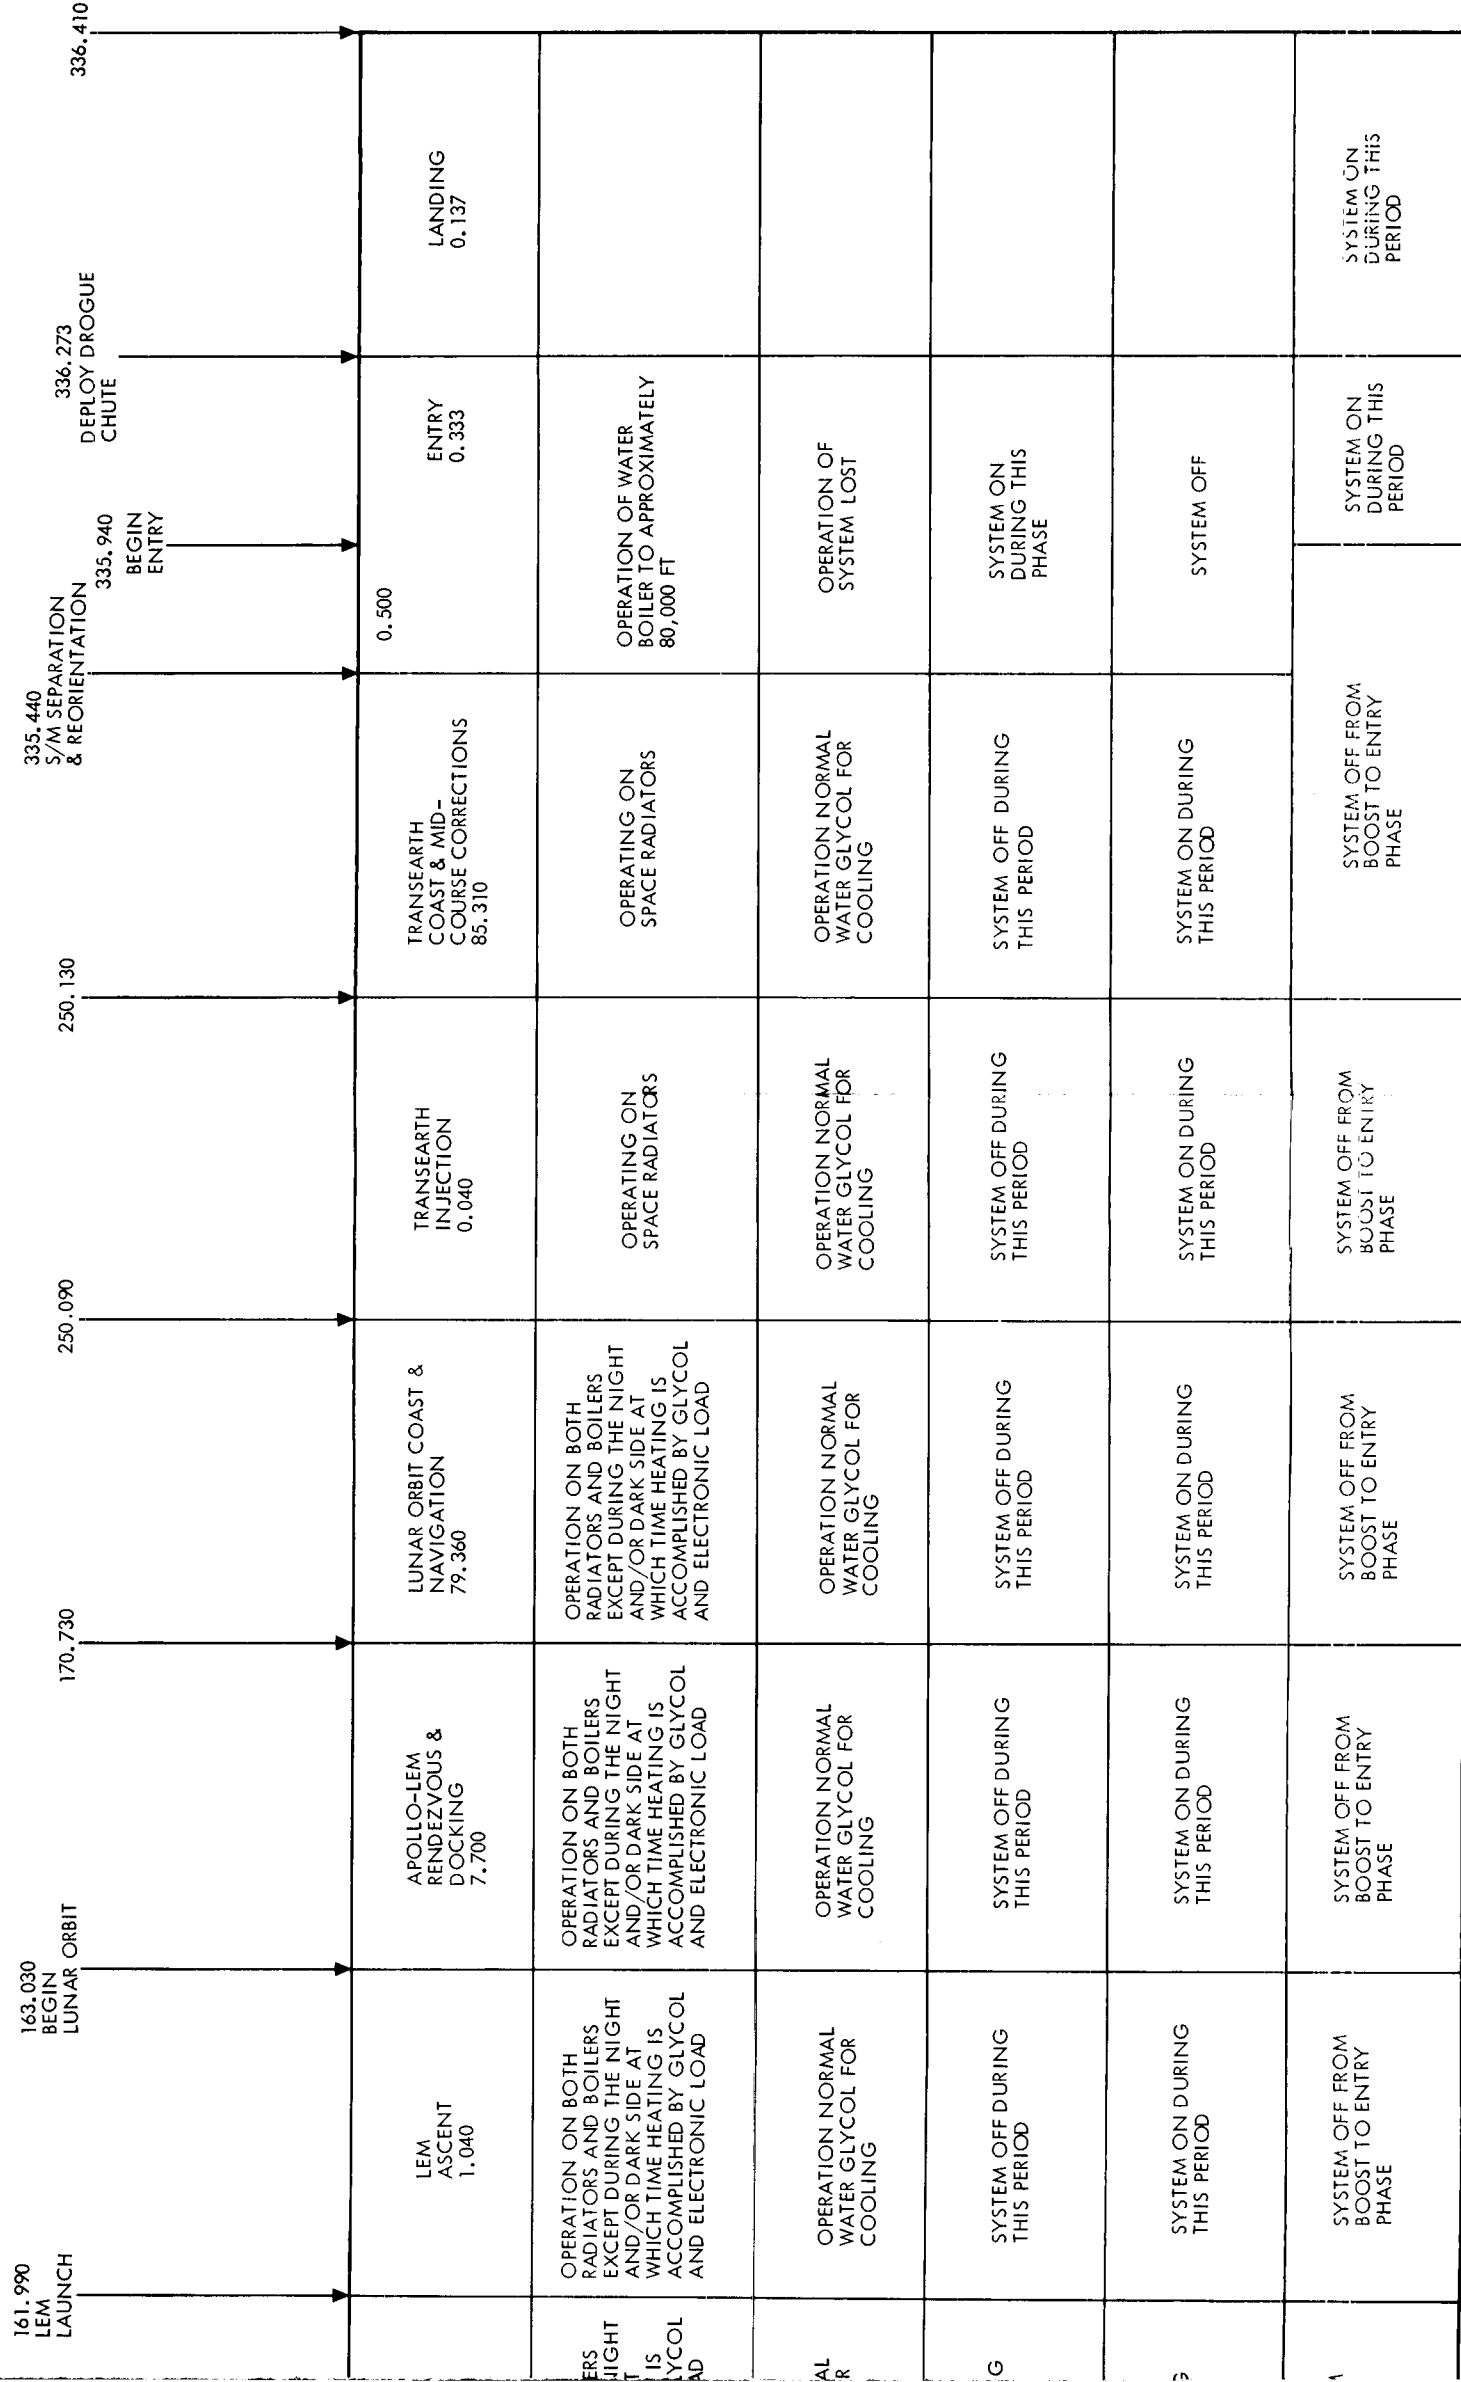 161.990
LEM
LAUNCH
163.030
BEGIN
LUNAR ORBIT
170.730
250.090
250.130
335.440
S/M SEPARATION
& REORIENTATION
335.940
BEGIN
ENTRY
336.273
DEPLOY DROGUE
CHUTE
336.410
LEM
ASCENT
1.040
APOLLO-LEM
RENDEZVOUS &
DOCKING
7.700
LUNAR ORBIT COAST &
NAVIGATION
79.360
TRANSEARTH
INJECTION
0.040
TRANSEARTH
COAST & MID-
COURSE CORRECTIONS
85.310
0.500
ENTRY
0.333
LANDING
0.137
ERS
NIGHT
T
IS
YCOL
AD
OPERATION ON BOTH
RADIATORS AND BOILERS
EXCEPT DURING THE NIGHT
AND/OR DARK SIDE AT
WHICH TIME HEATING IS
ACCOMPLISHED BY GLYCOL
AND ELECTRONIC LOAD
OPERATION ON BOTH
RADIATORS AND BOILERS
EXCEPT DURING THE NIGHT
AND/OR DARK SIDE AT
WHICH TIME HEATING IS
ACCOMPLISHED BY GLYCOL
AND ELECTRONIC LOAD
OPERATION ON BOTH
RADIATORS AND BOILERS
EXCEPT DURING THE NIGHT
AND/OR DARK SIDE AT
WHICH TIME HEATING IS
ACCOMPLISHED BY GLYCOL
AND ELECTRONIC LOAD
OPERATING ON
SPACE RADIATORS
OPERATING ON
SPACE RADIATORS
OPERATION OF WATER
BOILER TO APPROXIMATELY
80,000 FT
AL
R
OPERATION NORMAL
WATER GLYCOL FOR
COOLING
OPERATION NORMAL
WATER GLYCOL FOR
COOLING
OPERATION NORMAL
WATER GLYCOL FOR
COOLING
OPERATION NORMAL
WATER GLYCOL FOR
COOLING
OPERATION NORMAL
WATER GLYCOL FOR
COOLING
OPERATION OF
SYSTEM LOST
G
SYSTEM OFF DURING
THIS PERIOD
SYSTEM OFF DURING
THIS PERIOD
SYSTEM OFF DURING
THIS PERIOD
SYSTEM OFF DURING
THIS PERIOD
SYSTEM OFF DURING
THIS PERIOD
SYSTEM ON
DURING THIS
PHASE
SYSTEM ON DURING
THIS PERIOD
SYSTEM ON DURING
THIS PERIOD
SYSTEM ON DURING
THIS PERIOD
SYSTEM ON DURING
THIS PERIOD
SYSTEM ON DURING
THIS PERIOD
SYSTEM OFF
SYSTEM OFF FROM
BOOST TO ENTRY
PHASE
SYSTEM OFF FROM
BOOST TO ENTRY
PHASE
SYSTEM OFF FROM
BOOST TO ENTRY
PHASE
SYSTEM OFF FROM
BOOST TO ENTRY
PHASE
SYSTEM OFF FROM
BOOST TO ENTRY
PHASE
SYSTEM ON
DURING THIS
PERIOD
SYSTEM ON
DURING THIS
PERIOD